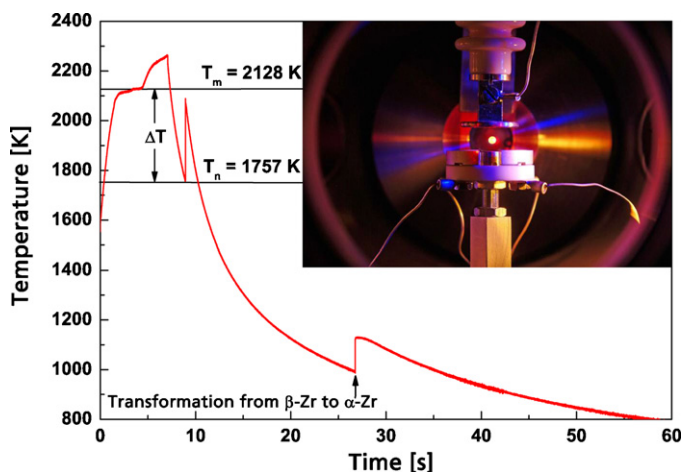 2400
2200
2000
1800
1600
1400
1200
1000
800
Temperature [K]
Tm = 2128 K
ΔT
Tn = 1757 K
Transformation from β-Zr to α-Zr
0
10
20
30
40
50
60
Time [s]